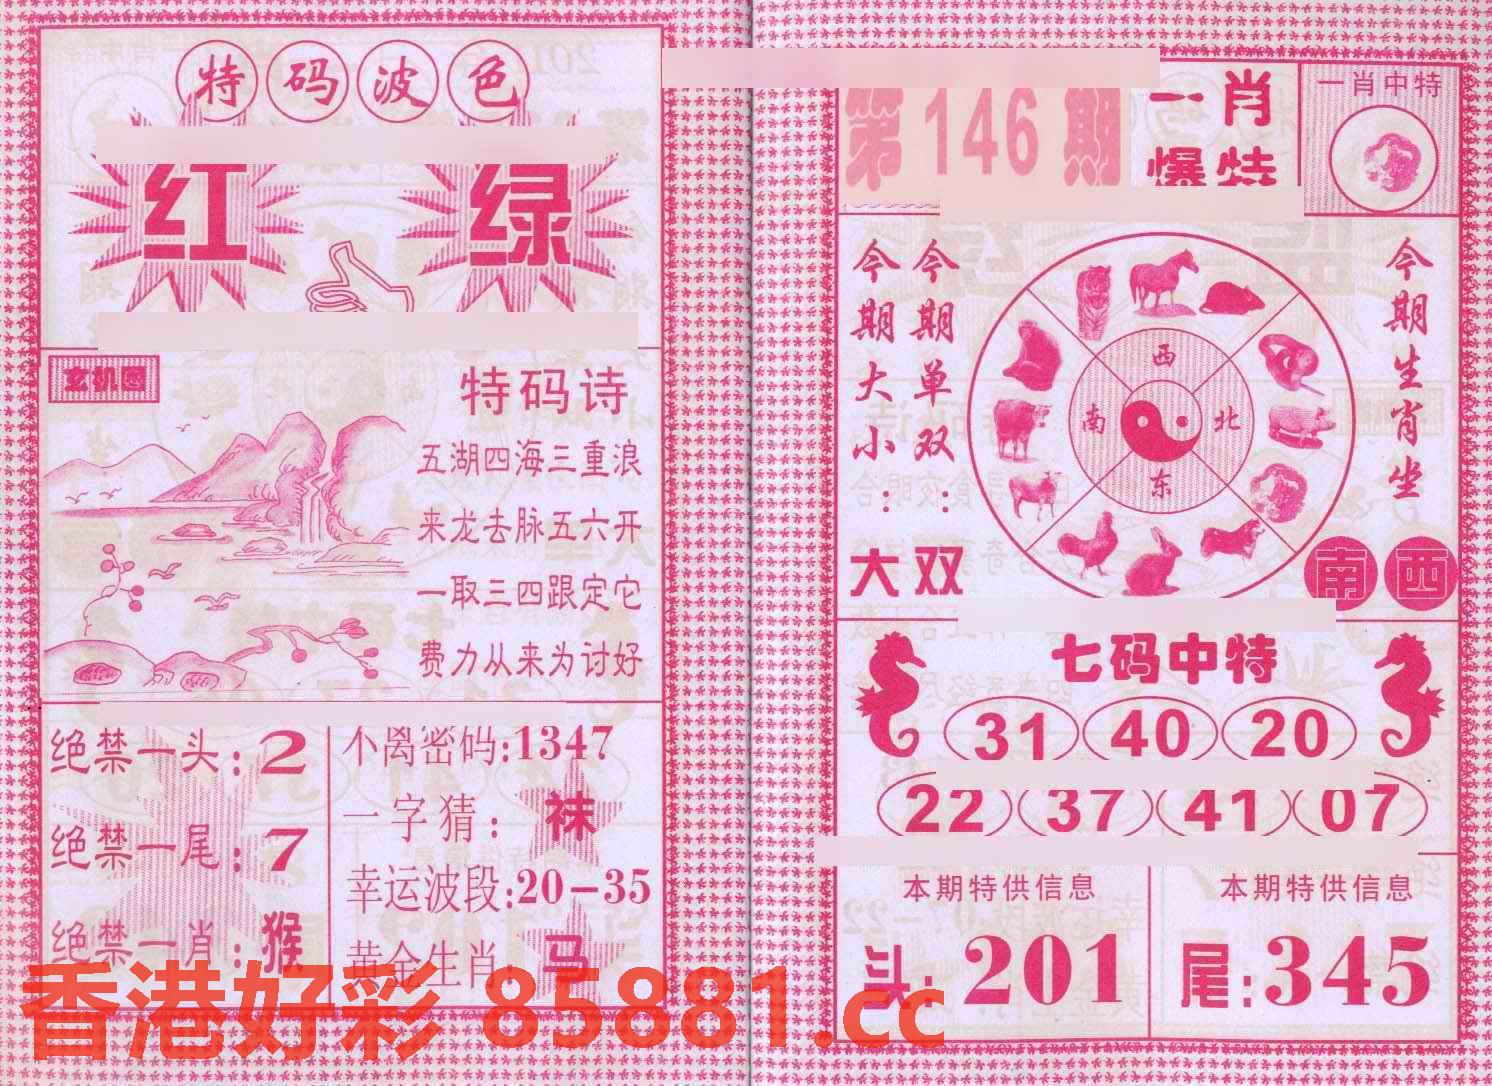 特码波色
红 绿
玄机图
特码诗
五湖四海三重浪
来龙去脉五六开
一取三四跟定它
费力从来为讨好
绝禁一头:2
绝禁一尾:7
绝禁一肖:猴
不离密码:1347
一字猜:袜
幸运波段:20-35
黄金生肖:马
第146期
一肖
爆特
一肖中特
今期大小:大
今期单双:双
西
南 北
东
今期生肖坐
南 西
七码中特
31 40 20
22 37 41 07
本期特供信息
头:201
本期特供信息
尾:345
香港好彩 85881.cc